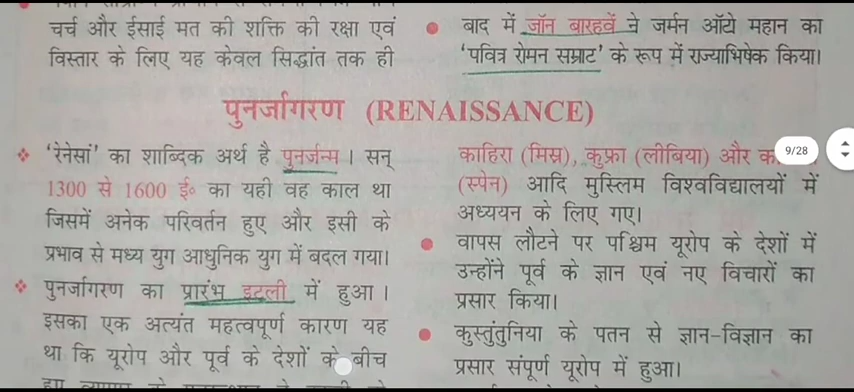 चर्च और ईसाई मत की शक्ति की रक्षा एवं
विस्तार के लिए यह केवल सिद्धांत तक ही
बाद में जॉन बारहवें ने जर्मन ऑटो महान का
'पवित्र रोमन सम्राट' के रूप में राज्याभिषेक किया।
पुनर्जागरण (RENAISSANCE)
'रेनेसां' का शाब्दिक अर्थ है पुनर्जन्म। सन्
1300 से 1600 ई० का यही वह काल था
जिसमें अनेक परिवर्तन हुए और इसी के
प्रभाव से मध्य युग आधुनिक युग में बदल गया।
पुनर्जागरण का प्रारंभ इटली में हुआ।
इसका एक अत्यंत महत्वपूर्ण कारण यह
था कि यूरोप और पूर्व के देशों के बीच
काहिरा (मिस्र), कुफ्रा (लीबिया) और
9/28
(स्पेन) आदि मुस्लिम विश्वविद्यालयों में
अध्ययन के लिए गए।
वापस लौटने पर पश्चिम यूरोप के देशों में
उन्होंने पूर्व के ज्ञान एवं नए विचारों का
प्रसार किया।
कुस्तुंतुनिया के पतन से ज्ञान-विज्ञान का
प्रसार संपूर्ण यूरोप में हुआ।